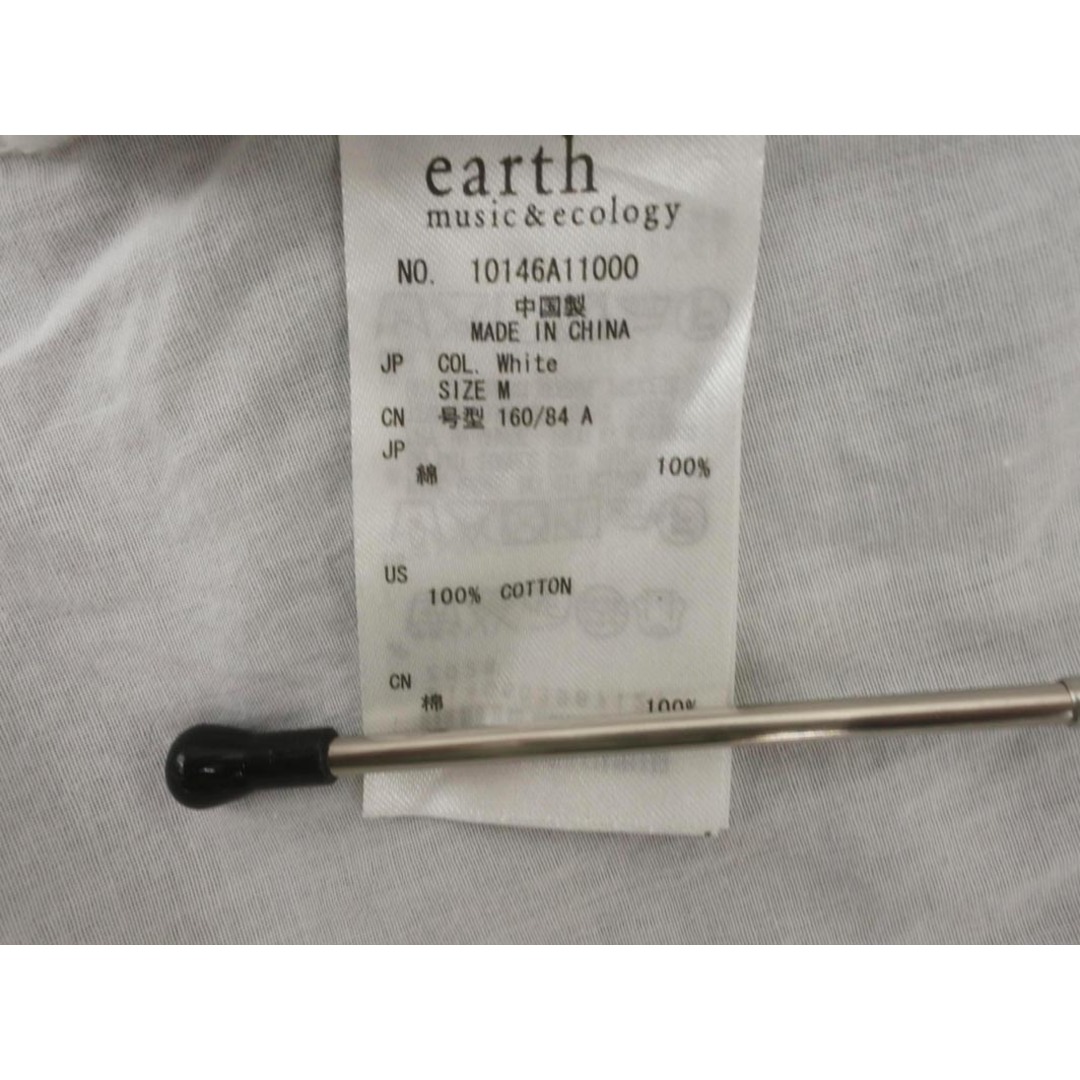 earth
music & ecology
NO. 10146A11000
中国製
MADE IN CHINA
JP COL. White
SIZE M
CN 号型 160/84 A
JP
綿 100%
US
100% COTTON
CN
棉 100%